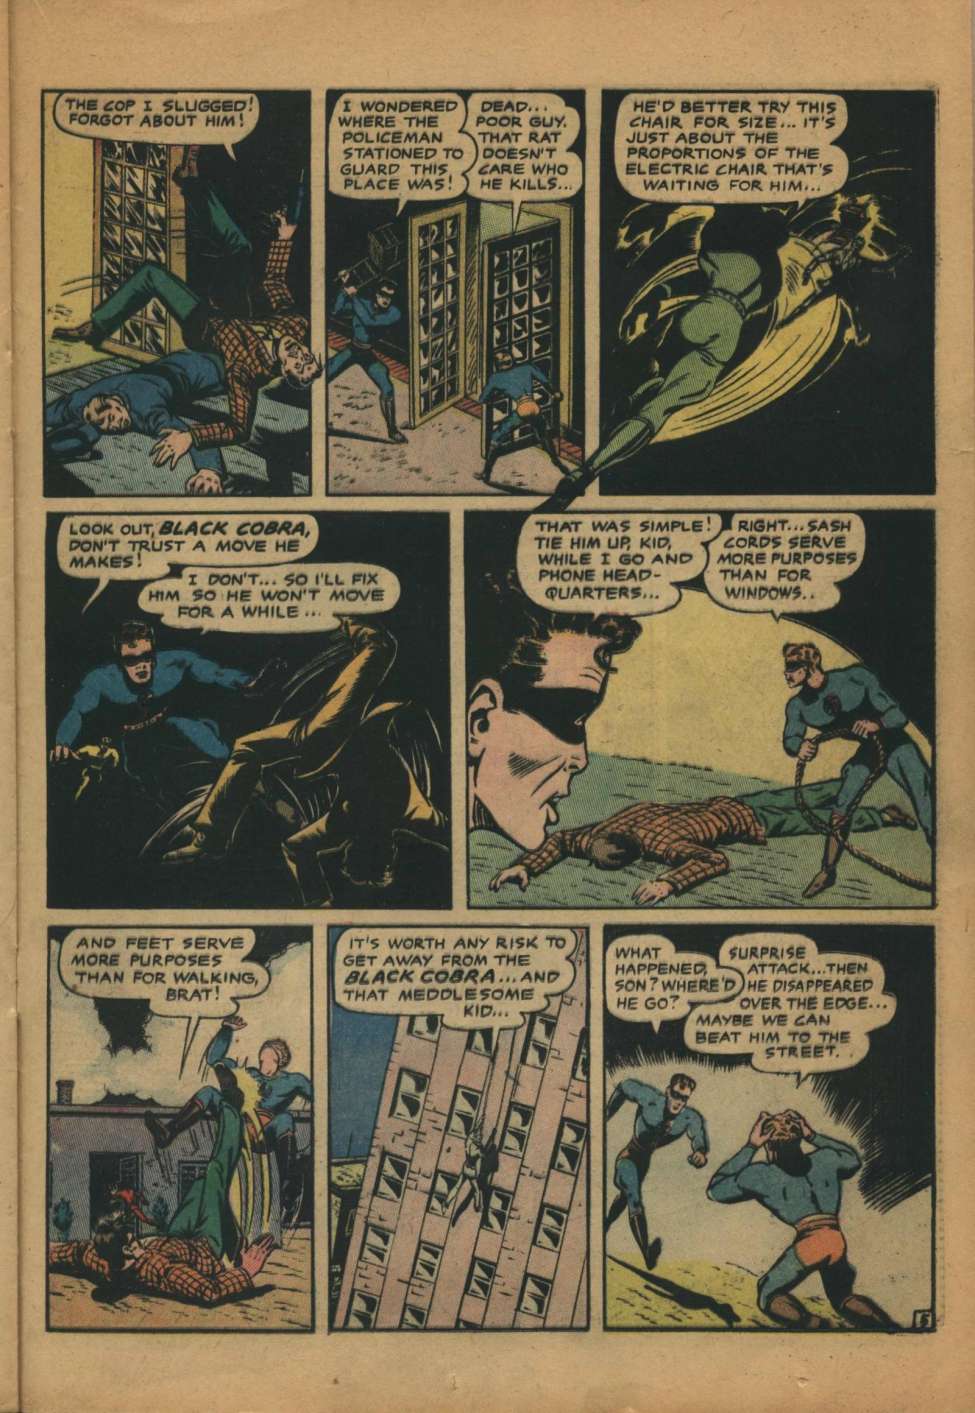 THE COP I SLUGGED!
FORGOT ABOUT HIM!
I WONDERED
WHERE THE
POLICEMAN
STATIONED TO
GUARD THIS
PLACE WAS!
DEAD...
POOR GUY.
THAT RAT
DOESN'T
CARE WHO
HE KILLS...
HE'D BETTER TRY THIS
CHAIR FOR SIZE... IT'S
JUST ABOUT THE
PROPORTIONS OF THE
ELECTRIC CHAIR THAT'S
WAITING FOR HIM...
LOOK OUT, BLACK COBRA,
DON'T TRUST A MOVE HE
MAKES!
I DON'T... SO I'LL FIX
HIM SO HE WON'T MOVE
FOR A WHILE...
THAT WAS SIMPLE!
TIE HIM UP, KID,
WHILE I GO AND
PHONE HEAD-
QUARTERS...
RIGHT... SASH
CORDS SERVE
MORE PURPOSES
THAN FOR
WINDOWS..
AND FEET SERVE
MORE PURPOSES
THAN FOR WALKING,
BRAT!
IT'S WORTH ANY RISK TO
GET AWAY FROM THE
BLACK COBRA...AND
THAT MEDDLESOME
KID...
WHAT
HAPPENED,
SON? WHERE'D
HE GO?
SURPRISE
ATTACK...THEN
HE DISAPPEARED
OVER THE EDGE...
MAYBE WE CAN
BEAT HIM TO THE
STREET.